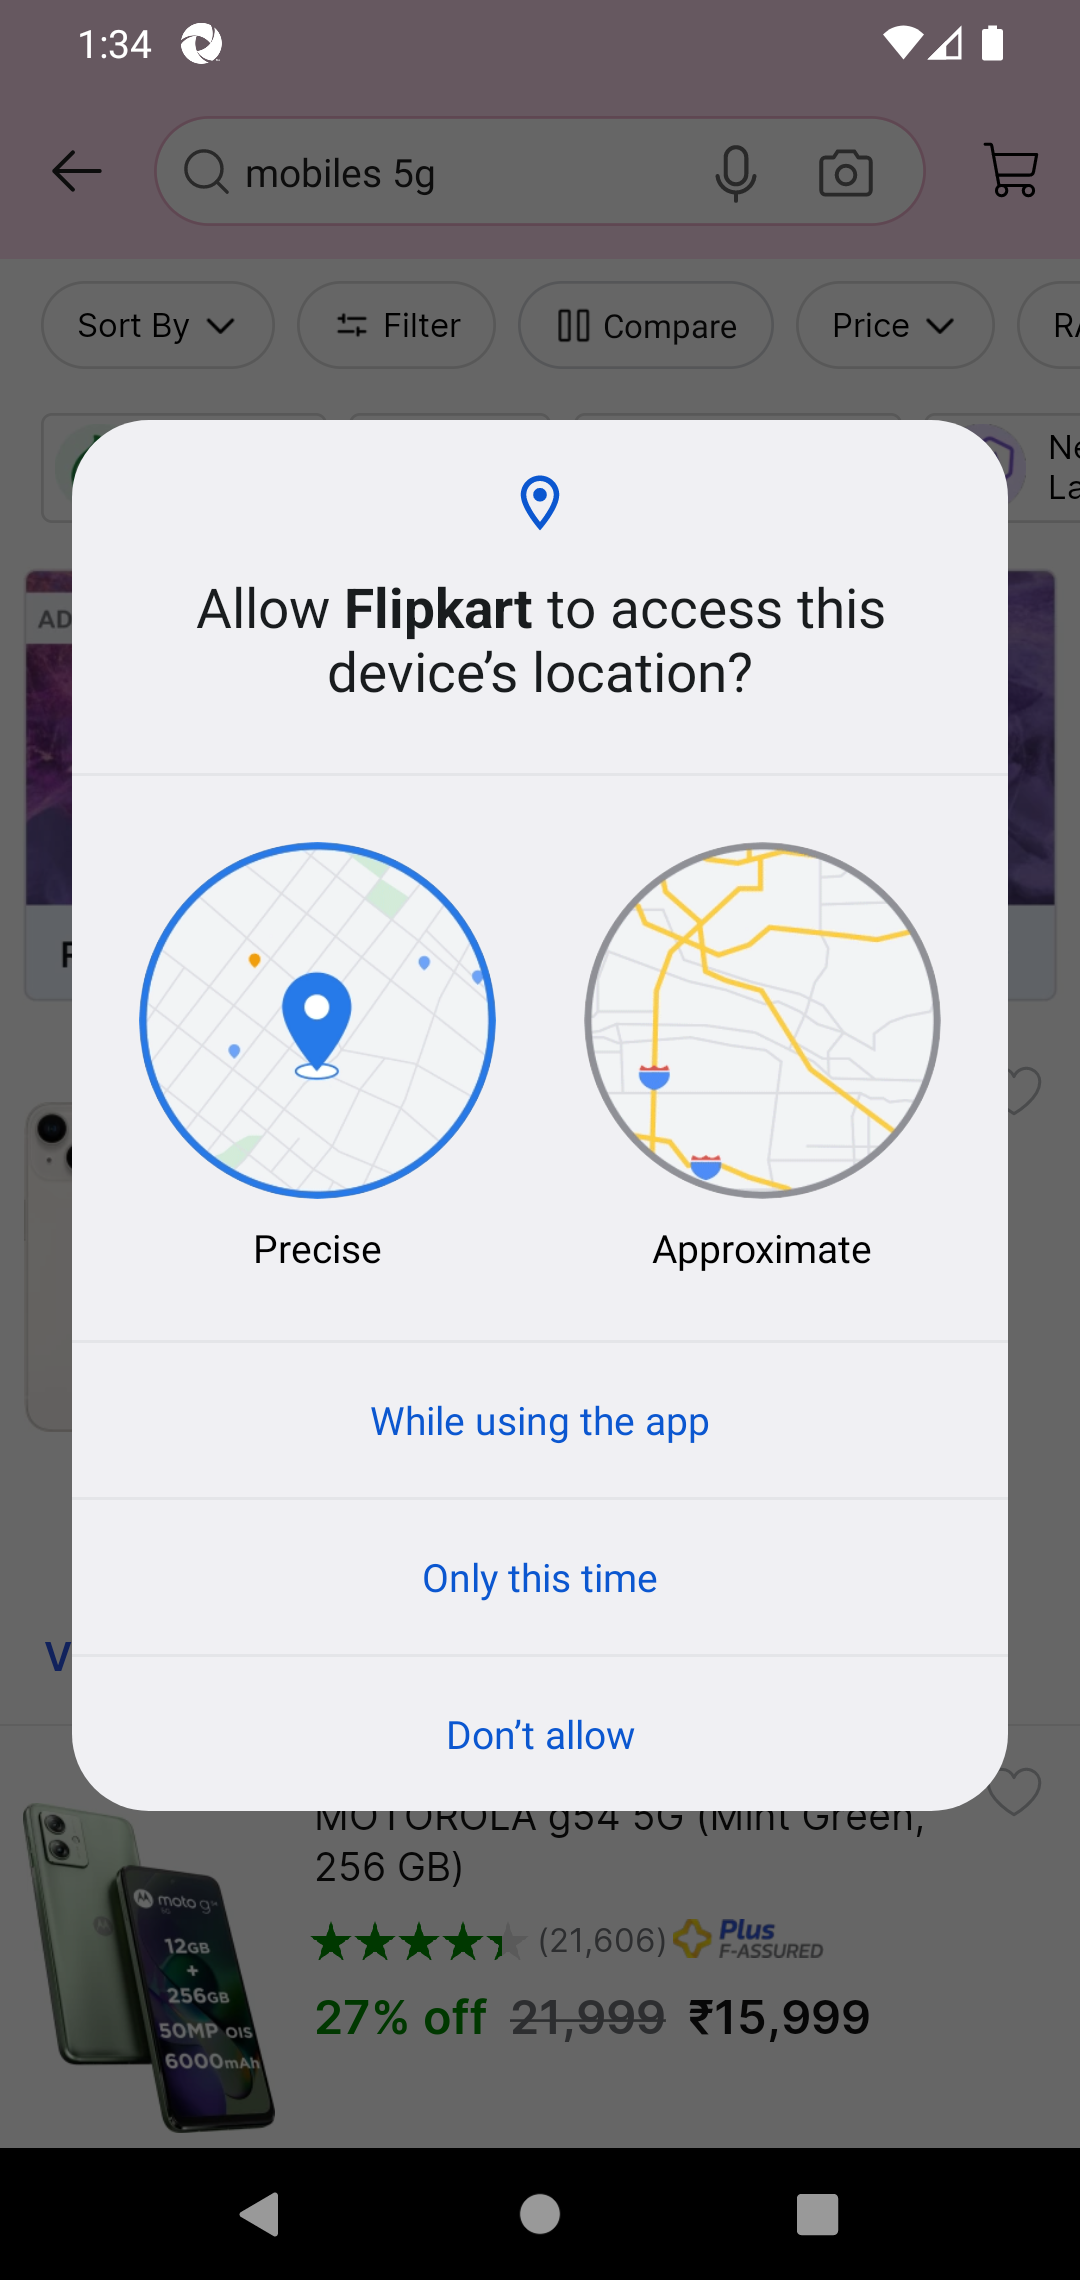 1:34
mobiles 5g
Sort By
Filter
Compare
Price
AD
Allow Flipkart to access this
device’s location?
Precise
Approximate
While using the app
Only this time
Don’t allow
MOTOROLA g54 5G (Mint Green,
256 GB)
(21,606) Plus
F-ASSURED
27% off 21,999 ₹15,999
moto g54
5G
12GB
+
256GB
50MP OIS
6000mAh